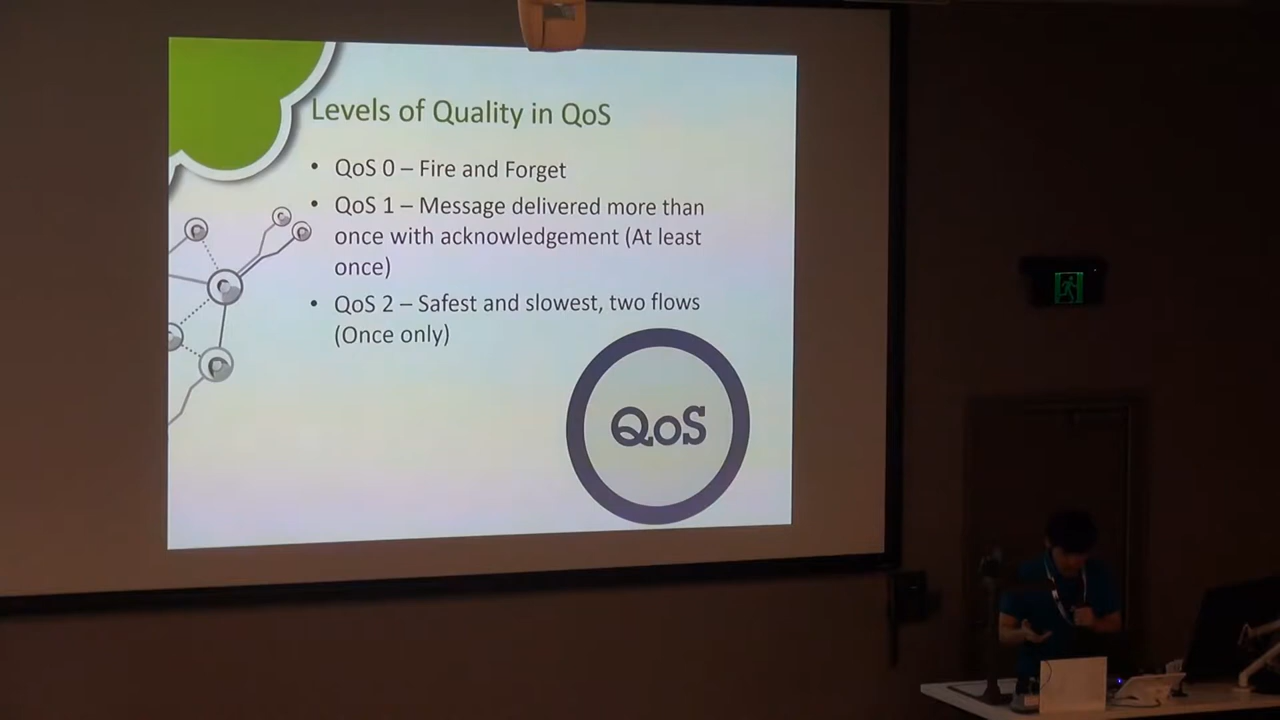 Levels of Quality in QoS
• QoS 0 – Fire and Forget
• QoS 1 – Message delivered more than
once with acknowledgement (At least
once)
• QoS 2 – Safest and slowest, two flows
(Once only)
QoS